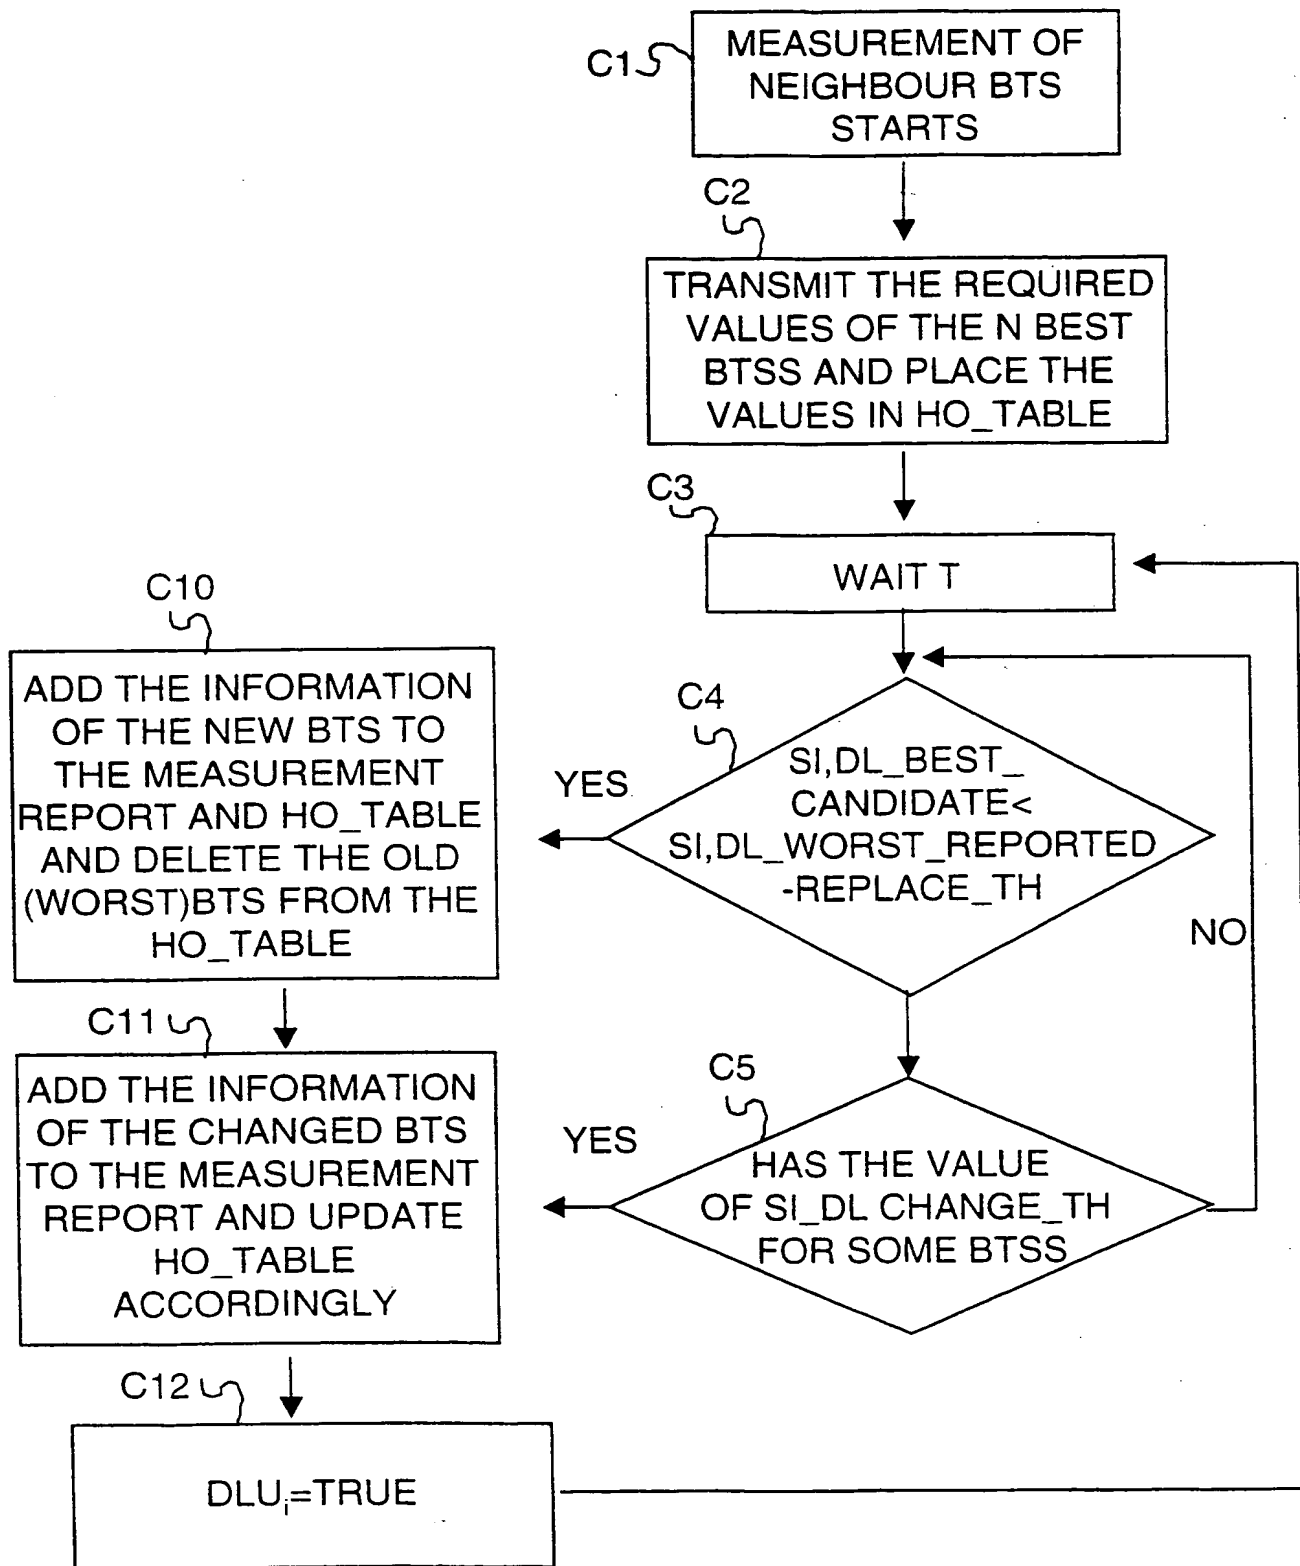 C1
MEASUREMENT OF
NEIGHBOUR BTS
STARTS
C2
TRANSMIT THE REQUIRED
VALUES OF THE N BEST
BTSS AND PLACE THE
VALUES IN HO_TABLE
C3
WAIT T
C4
SI,DL_BEST_
CANDIDATE<
SI,DL_WORST_REPORTED
-REPLACE_TH
YES
C10
ADD THE INFORMATION
OF THE NEW BTS TO
THE MEASUREMENT
REPORT AND HO_TABLE
AND DELETE THE OLD
(WORST)BTS FROM THE
HO_TABLE
NO
C5
HAS THE VALUE
OF SI_DL CHANGE_TH
FOR SOME BTSS
YES
C11
ADD THE INFORMATION
OF THE CHANGED BTS
TO THE MEASUREMENT
REPORT AND UPDATE
HO_TABLE
ACCORDINGLY
C12
DLUi=TRUE